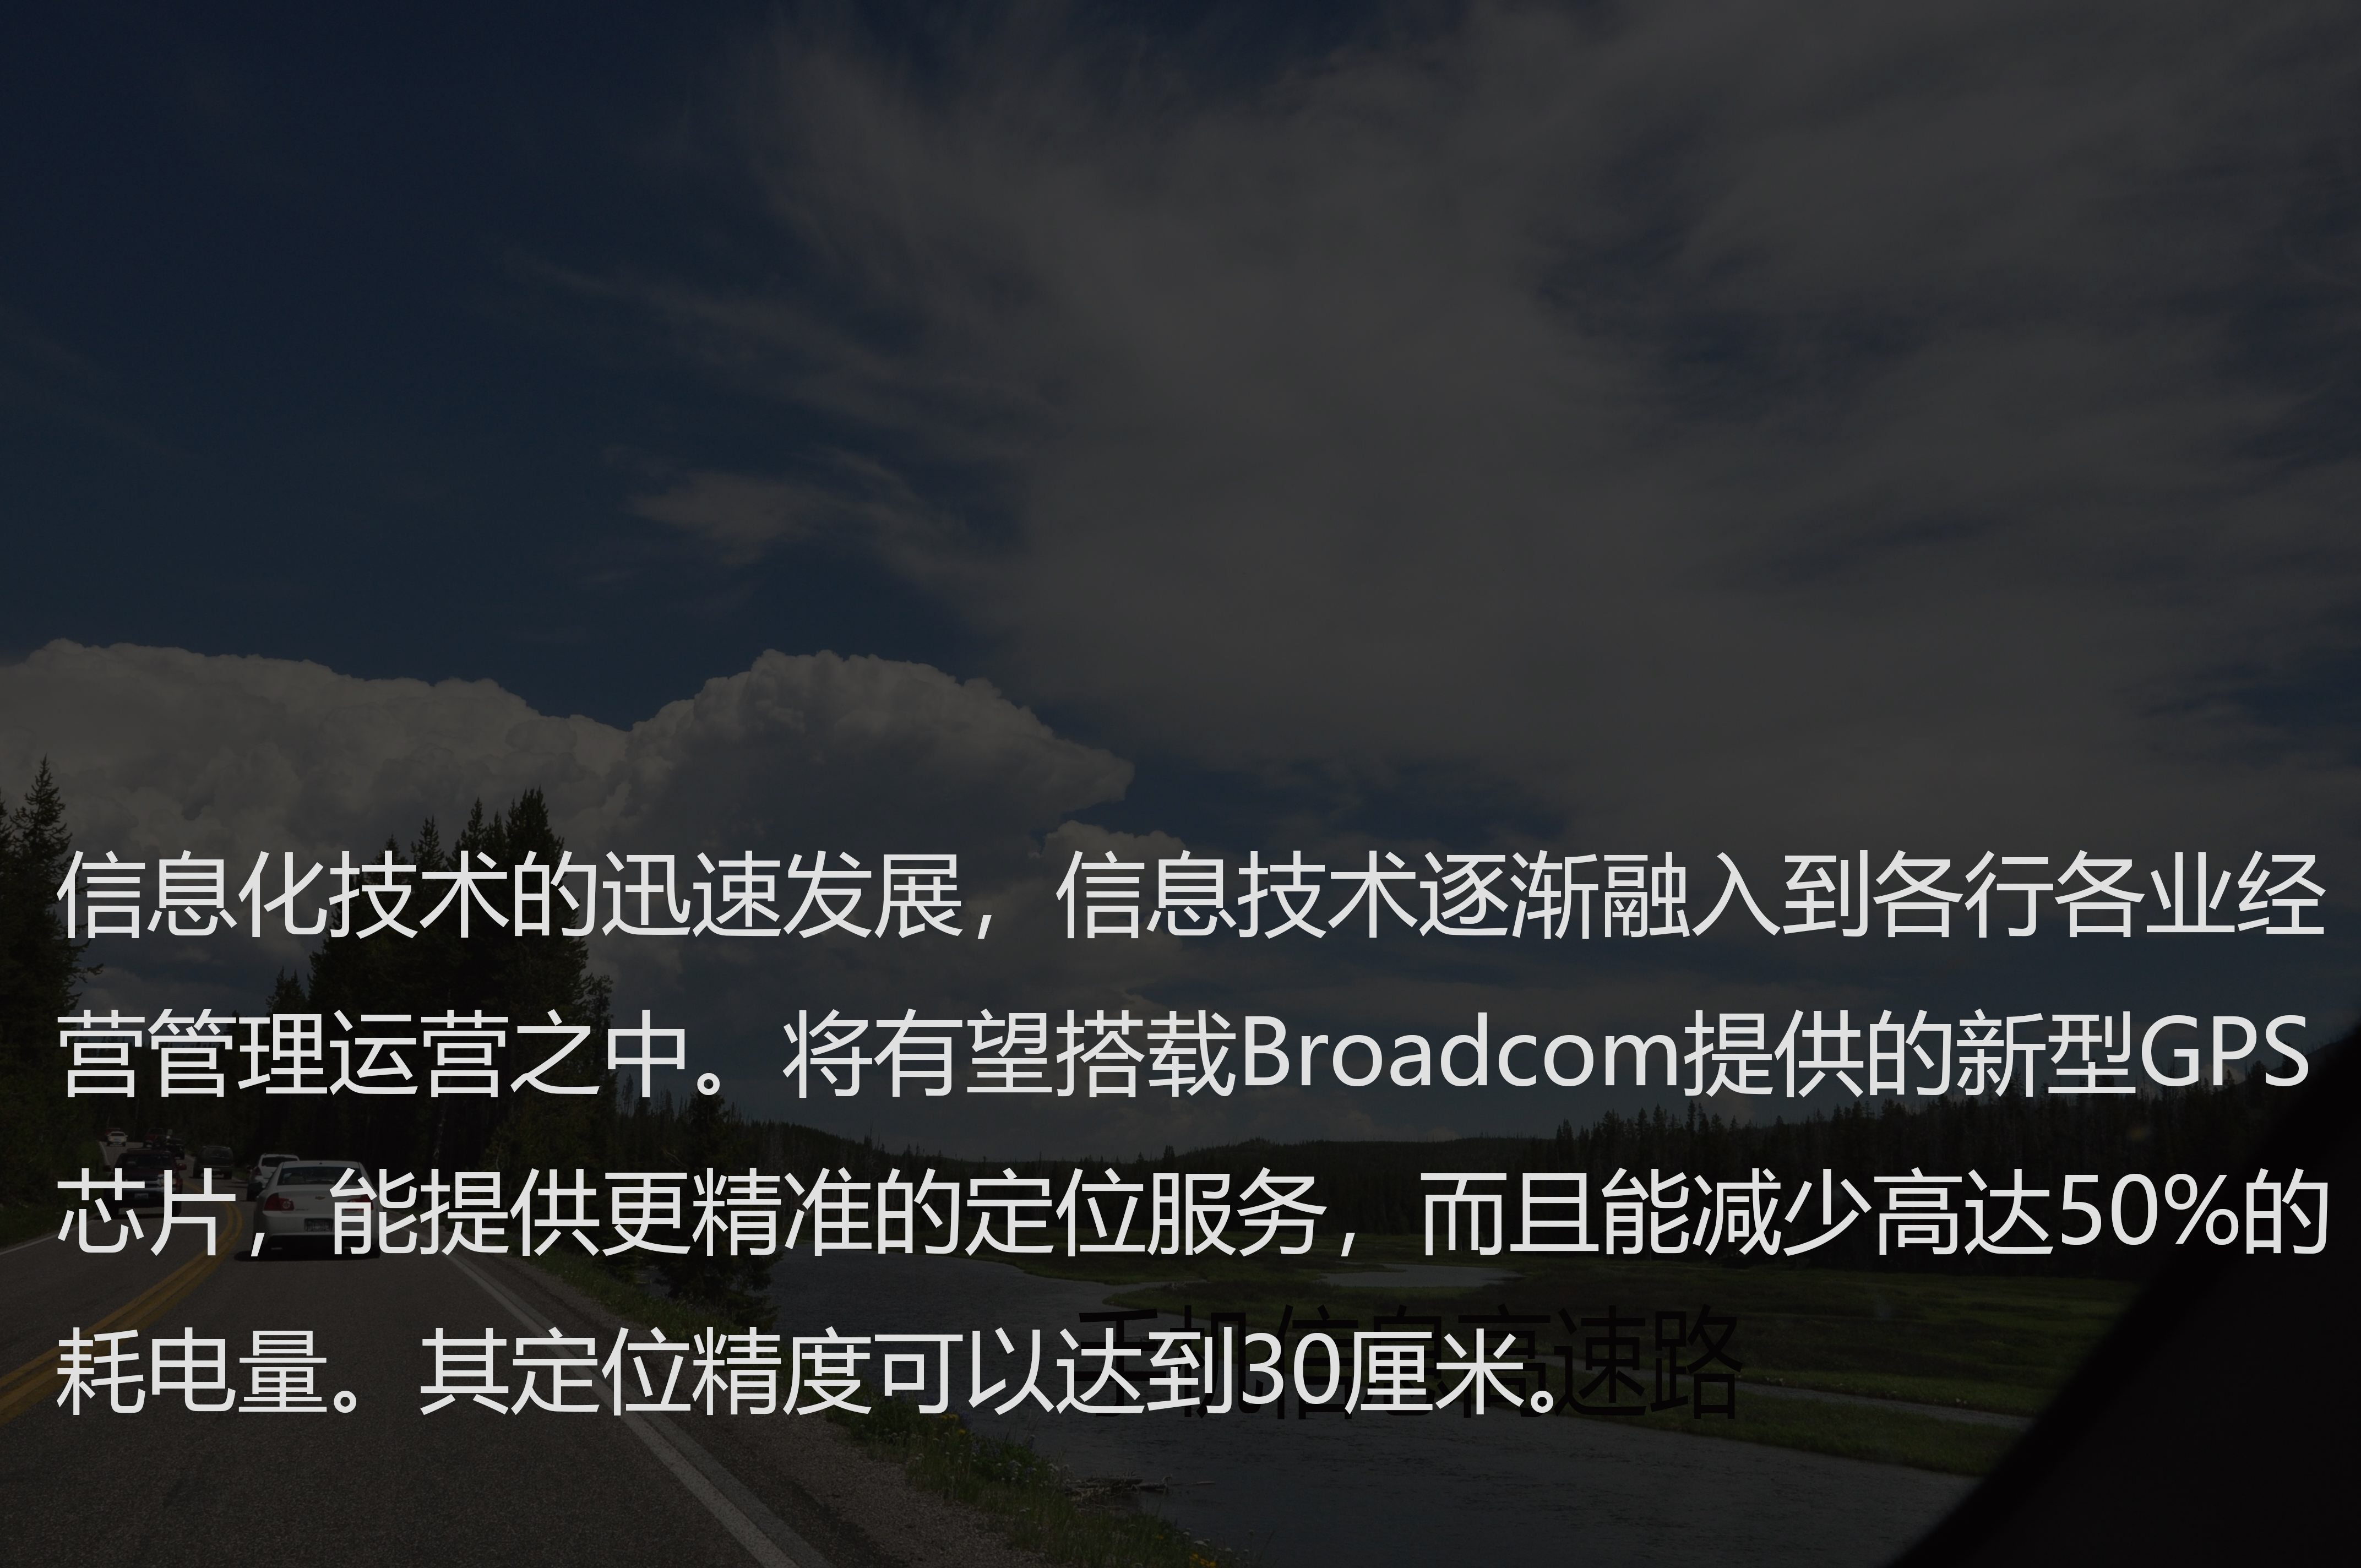 信息化技术的迅速发展，信息技术逐渐融入到各行各业经
营管理运营之中。将有望搭载Broadcom提供的新型GPS
芯片，能提供更精准的定位服务，而且能减少高达50%的
耗电量。其定位精度可以达到30厘米。
手机信息高速路